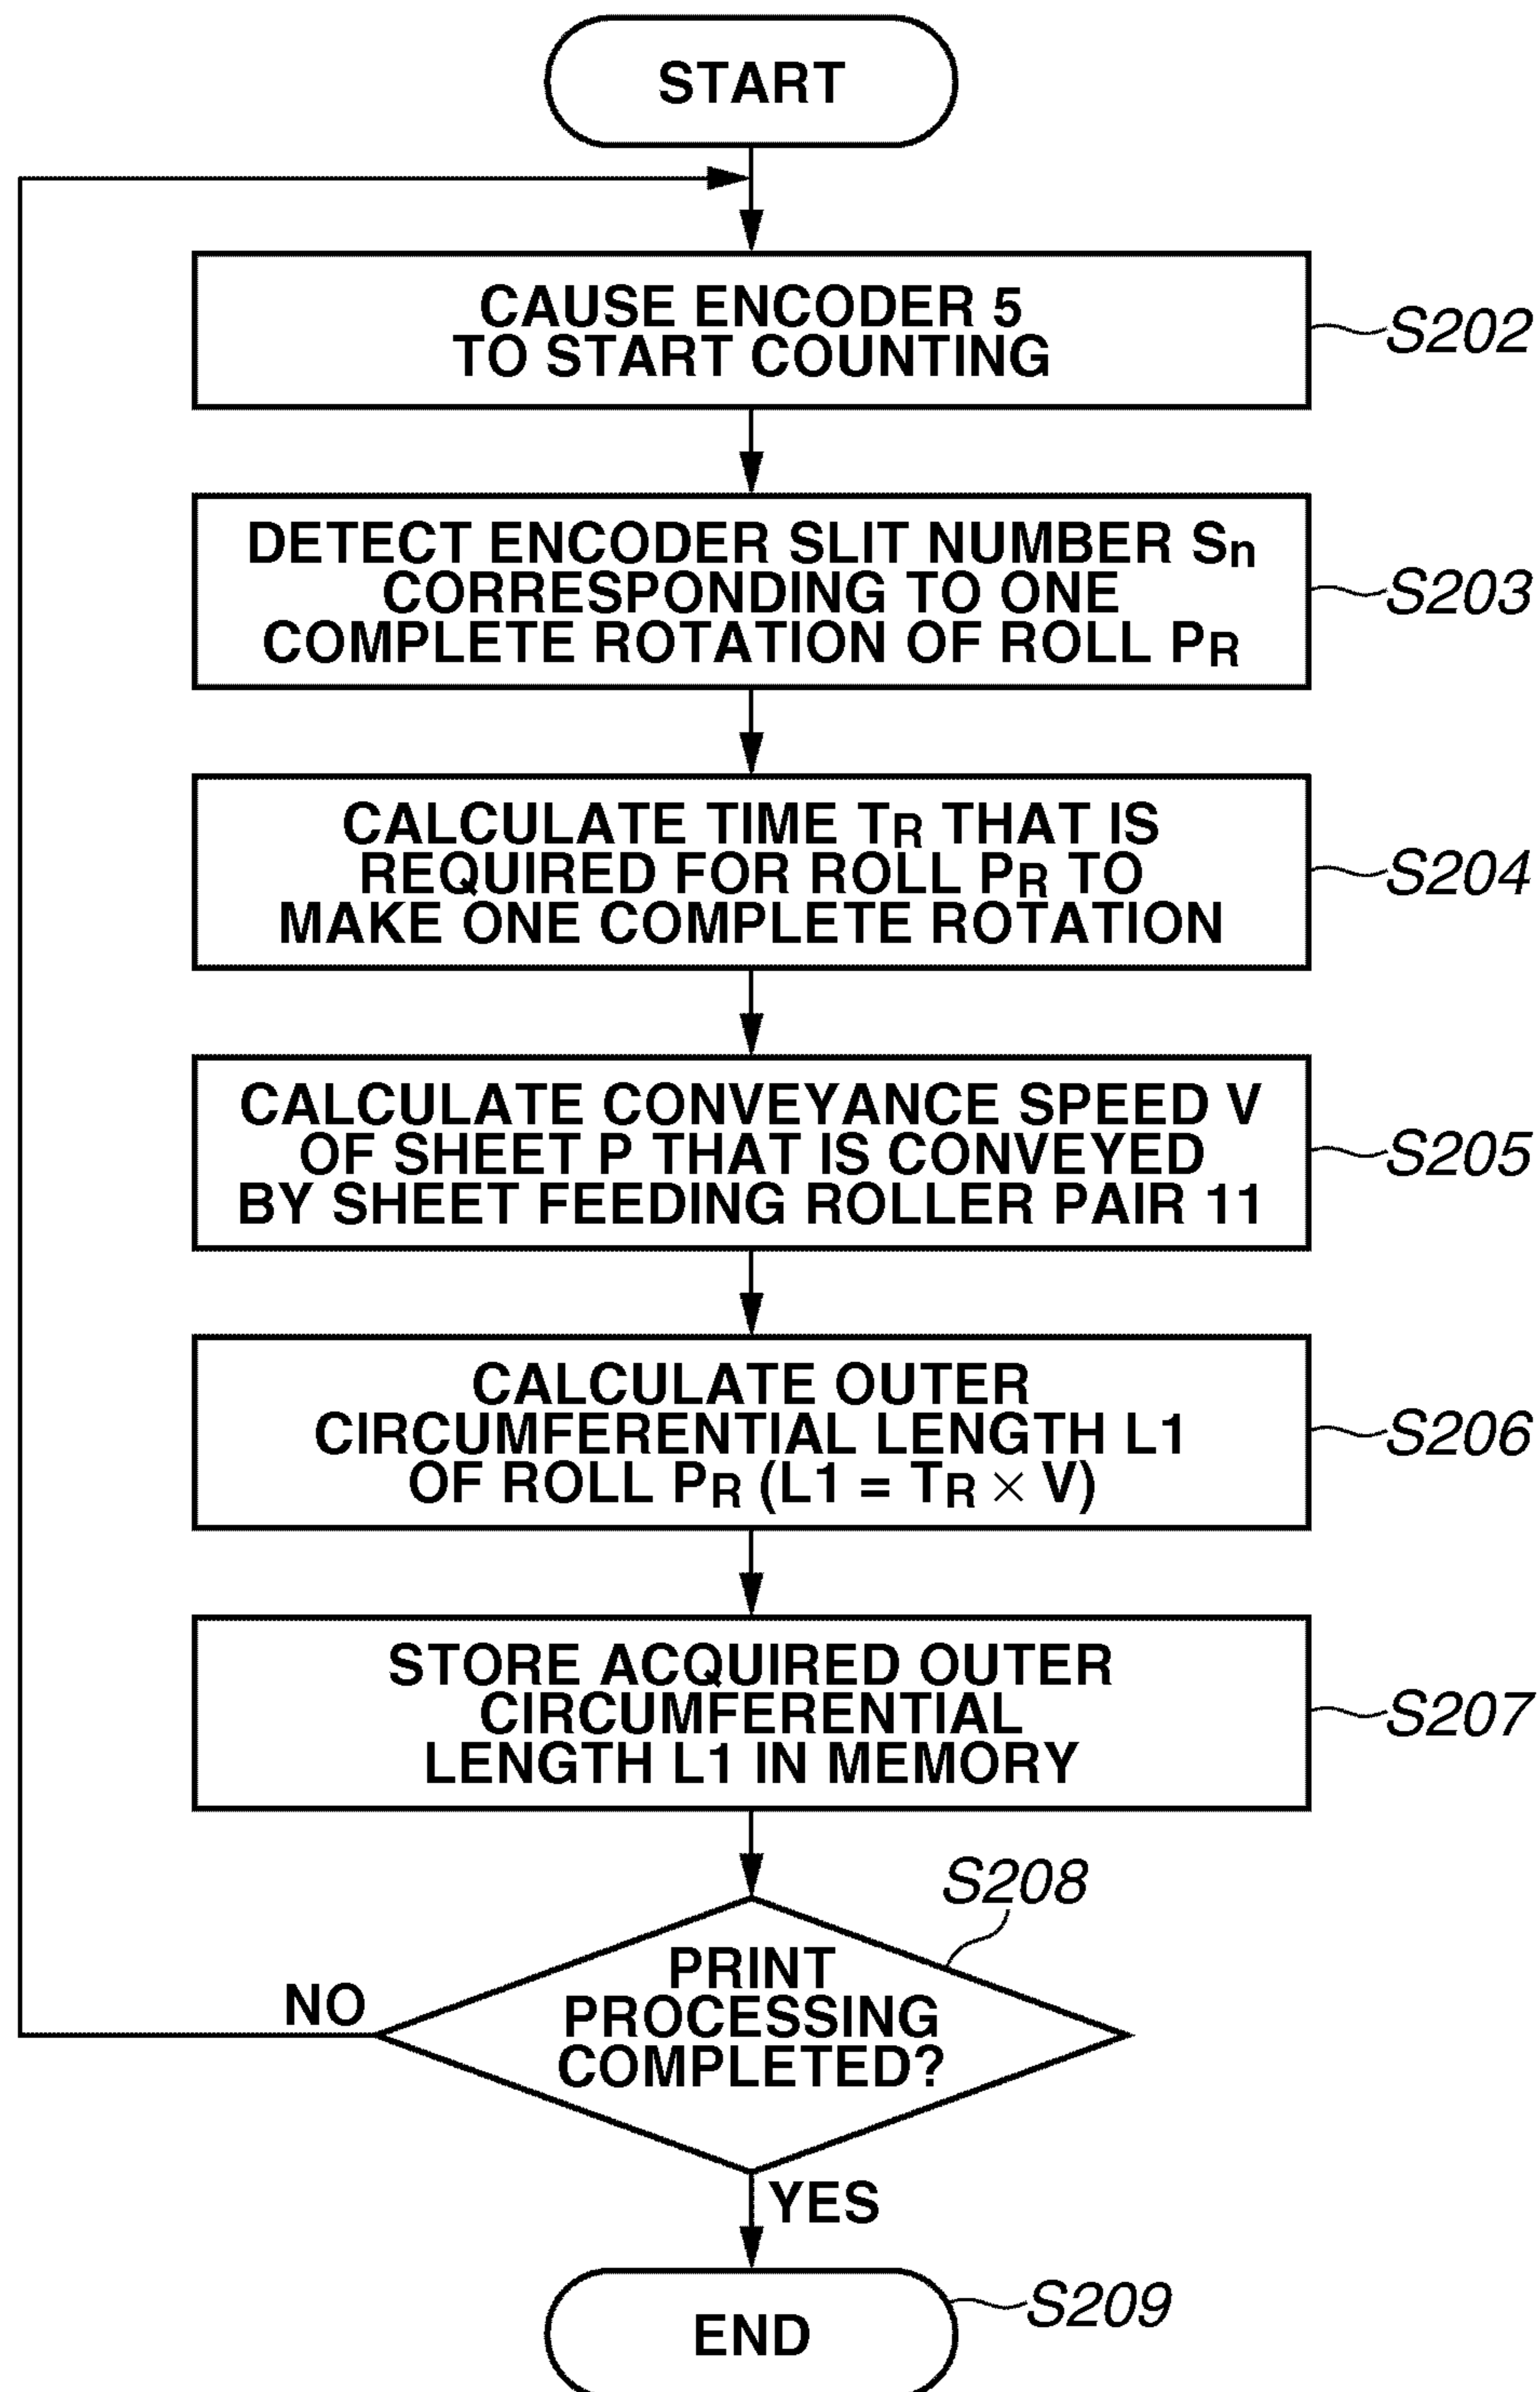 START
CAUSE ENCODER 5
TO START COUNTING
S202
DETECT ENCODER SLIT NUMBER Sn
CORRESPONDING TO ONE
COMPLETE ROTATION OF ROLL PR
S203
CALCULATE TIME TR THAT IS
REQUIRED FOR ROLL PR TO
MAKE ONE COMPLETE ROTATION
S204
CALCULATE CONVEYANCE SPEED V
OF SHEET P THAT IS CONVEYED
BY SHEET FEEDING ROLLER PAIR 11
S205
CALCULATE OUTER
CIRCUMFERENTIAL LENGTH L1
OF ROLL PR (L1 = TR × V)
S206
STORE ACQUIRED OUTER
CIRCUMFERENTIAL
LENGTH L1 IN MEMORY
S207
S208
PRINT
PROCESSING
COMPLETED?
NO
YES
END
S209